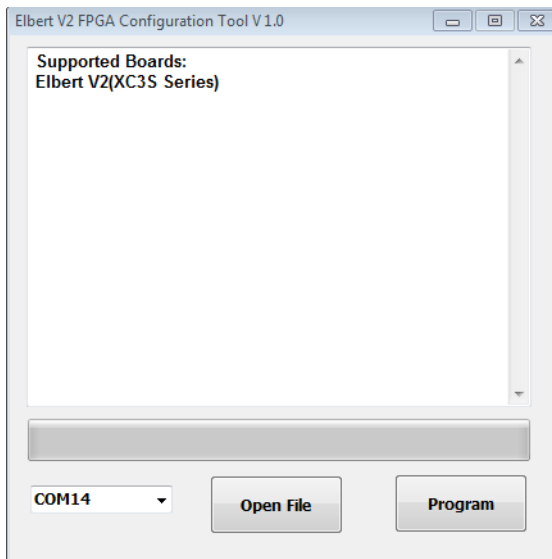 Elbert V2 FPGA Configuration Tool V 1.0
Supported Boards:
Elbert V2(XC3S Series)
COM14
Open File
Program